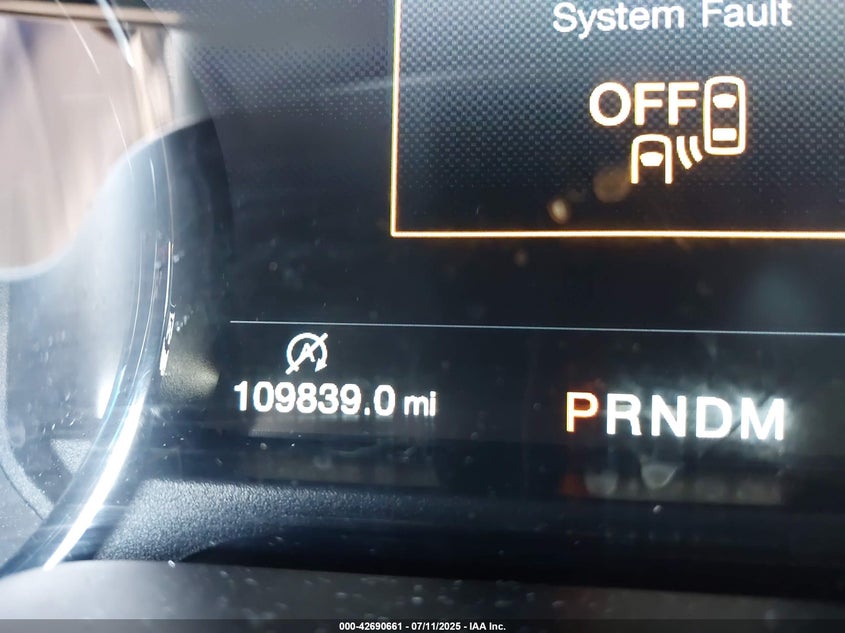 System Fault
OFF
A
109839.0 mi
PRNDM
000-42690661 - 07/11/2025 - IAA Inc.